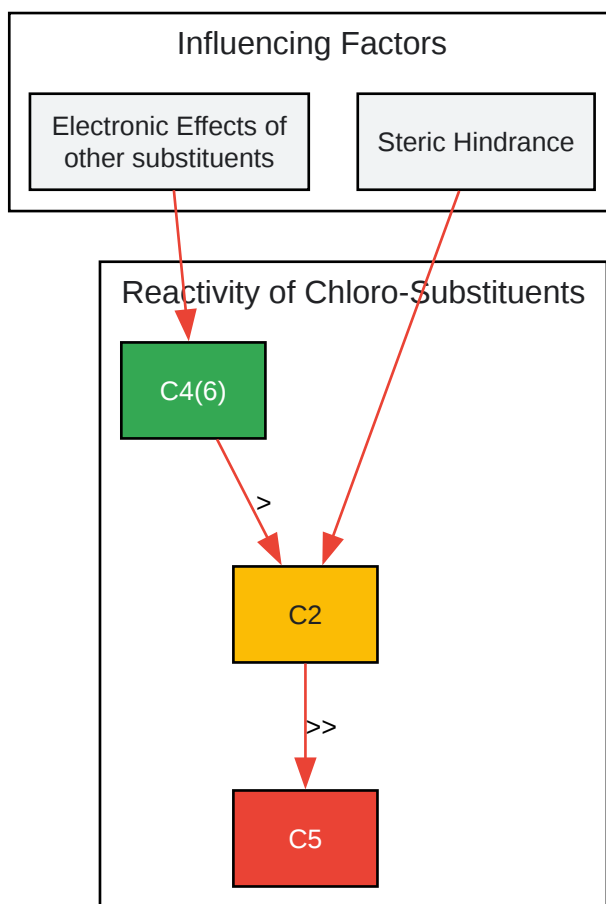 Influencing Factors
Electronic Effects of
other substituents
Steric Hindrance
Reactivity of Chloro-Substituents
C4(6)
>
C2
>>
C5